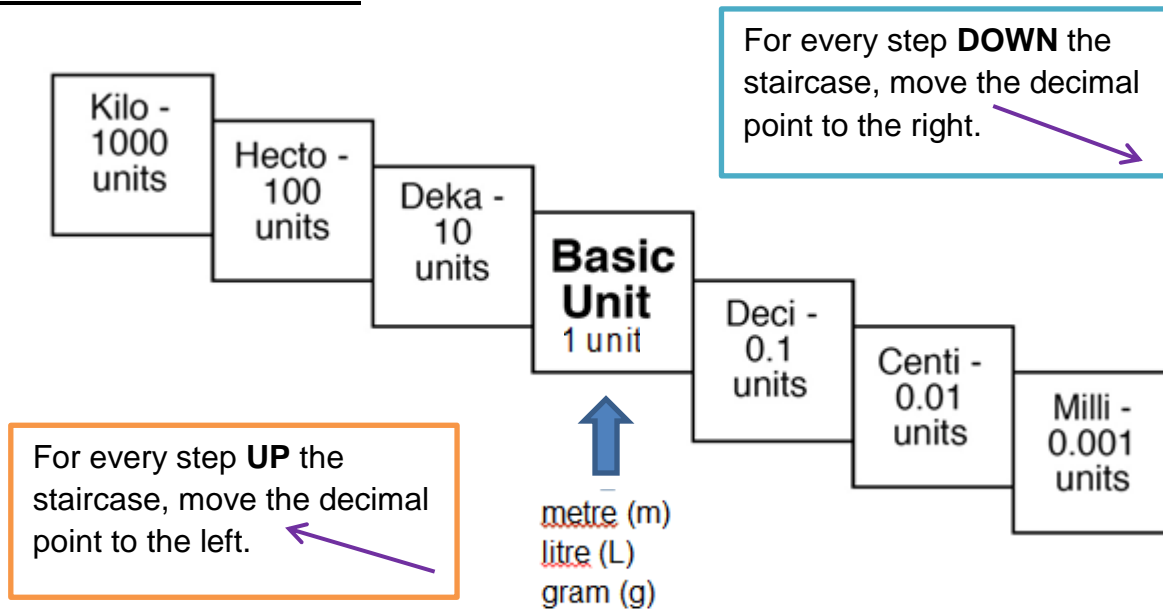 For every step DOWN the
staircase, move the decimal
point to the right.
Kilo -
1000
units
Hecto -
100
units
Deka -
10
units
Basic
Unit
1 unit
Deci -
0.1
units
Centi -
0.01
units
Milli -
0.001
units
For every step UP the
staircase, move the decimal
point to the left.
metre (m)
litre (L)
gram (g)